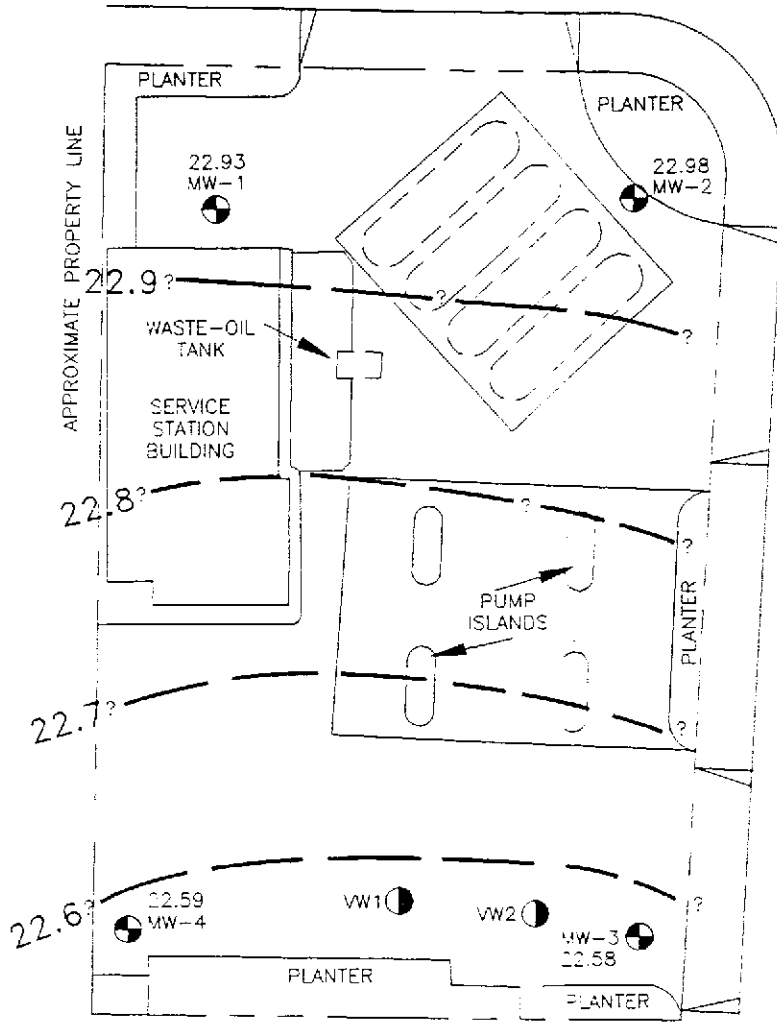 PLANTER
PLANTER
APPROXIMATE PROPERTY LINE
22.93
MW-1
22.98
MW-2
22.9?
?
?
WASTE-OIL
TANK
SERVICE
STATION
BUILDING
22.8?
?
?
PUMP
ISLANDS
PLANTER
22.7?
?
22.6?
?
22.59
MW-4
VW1
VW2
MW-3
22.58
PLANTER
PLANTER